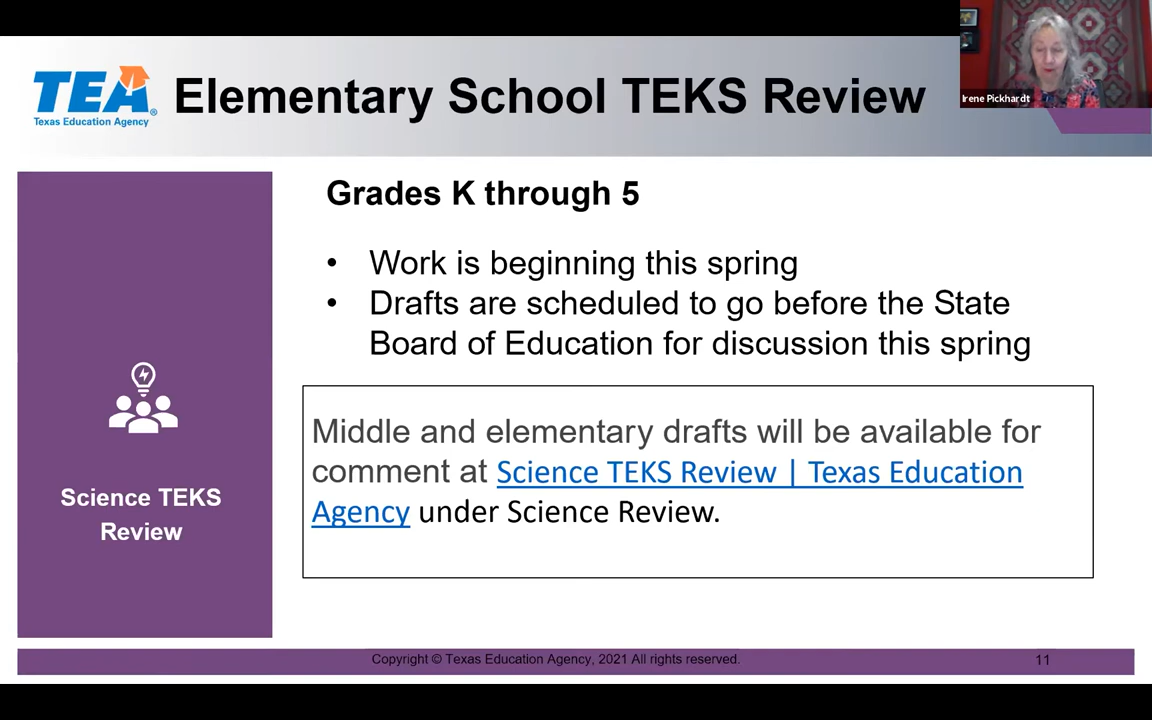 TEA
Texas Education Agency
Elementary School TEKS Review
Irene Pickhardt
Grades K through 5
• Work is beginning this spring
• Drafts are scheduled to go before the State
Board of Education for discussion this spring
Middle and elementary drafts will be available for
comment at Science TEKS Review | Texas Education
Agency under Science Review.
Science TEKS
Review
Copyright © Texas Education Agency, 2021 All rights reserved.
11